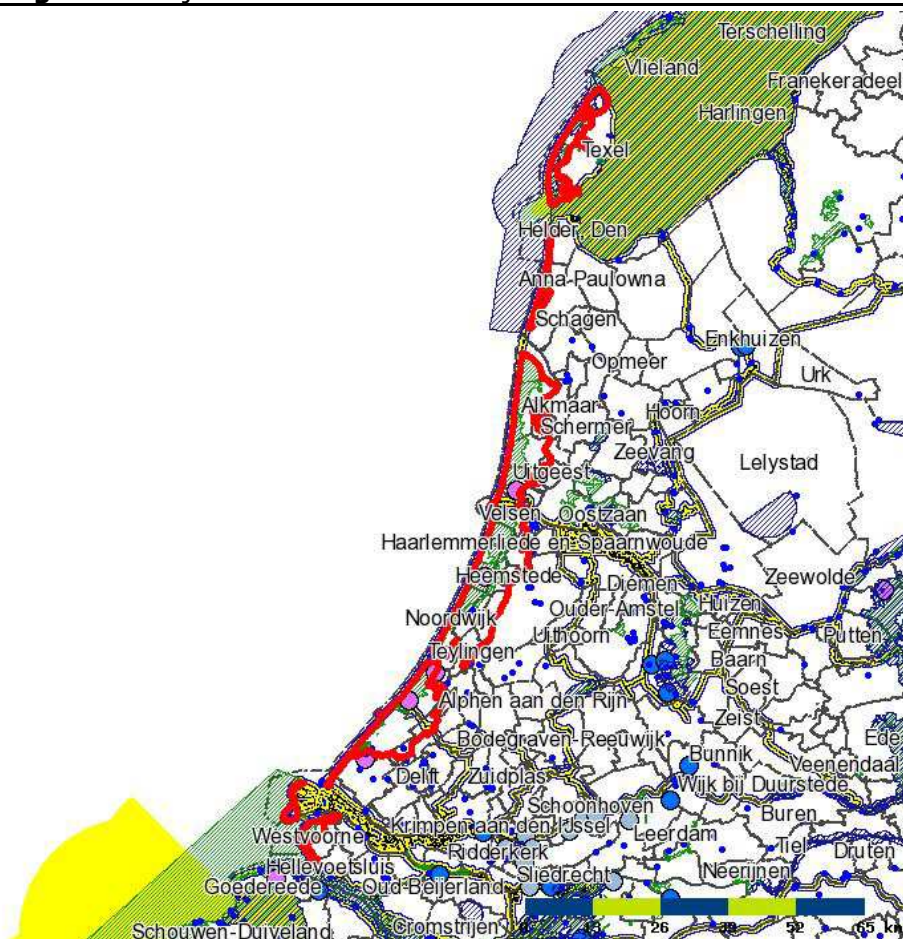 Terschelling
Vlieland
Franekeradeel
Harlingen
Texel
Helder, Den
Anna Paulowna
Schagen
Enkhuizen
Opmeer
Urk
Alkmaar
Hoorn
Schermer
Zeevang
Lelystad
Uitgeest
Velsen
Oostzaan
Haarlemmerliede en Spaarnwoude
Heemstede
Diemen
Zeewolde
Ouder-Amstel
Huizen
Noordwijk
Uithoorn
Eemnes
Putten
Teylingen
Baarn
Soest
Alphen aan den Rijn
Zeist
Bodegraven-Reeuwijk
Ede
Bunnik
Veenendaal
Delft
Zuidplas
Wijk bij Duurstede
Schoonhoven
Buren
Krimpen aan den IJssel
Leerdam
Westvoorne
Ridderkerk
Tiel
Druten
Hellevoetsluis
Sliedrecht
Neerijnen
Goedereede
Oud-Beijerland
Schouwen-Duiveland
Cromstrijen
0 13 26 39 52 65 km